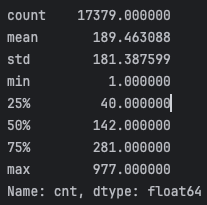 count    17379.000000
mean       189.463088
std        181.387599
min          1.000000
25%         40.000000
50%        142.000000
75%        281.000000
max        977.000000
Name: cnt, dtype: float64